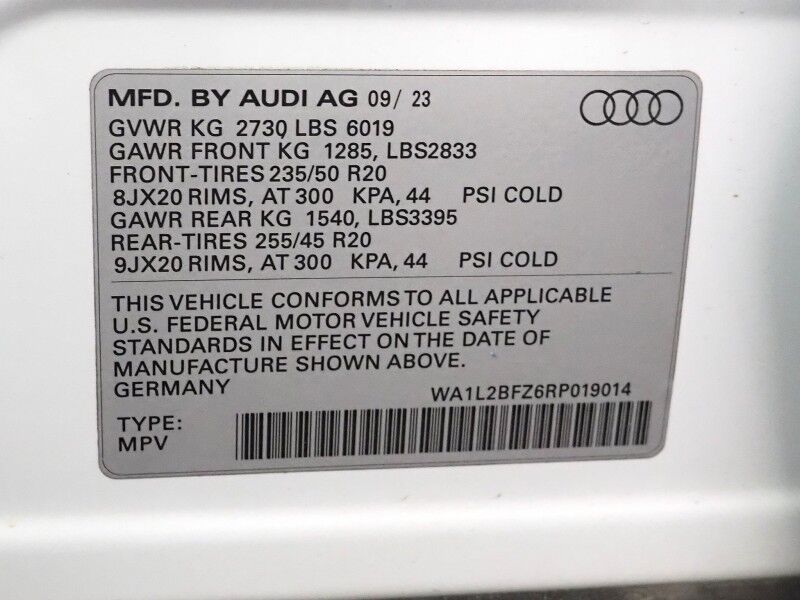 MFD. BY AUDI AG 09/ 23
GVWR KG 2730 LBS 6019
GAWR FRONT KG 1285, LBS2833
FRONT-TIRES 235/50 R20
8JX20 RIMS, AT 300 KPA, 44 PSI COLD
GAWR REAR KG 1540, LBS3395
REAR-TIRES 255/45 R20
9JX20 RIMS, AT 300 KPA, 44 PSI COLD
THIS VEHICLE CONFORMS TO ALL APPLICABLE
U.S. FEDERAL MOTOR VEHICLE SAFETY
STANDARDS IN EFFECT ON THE DATE OF
MANUFACTURE SHOWN ABOVE.
GERMANY WA1L2BFZ6RP019014
TYPE:
MPV